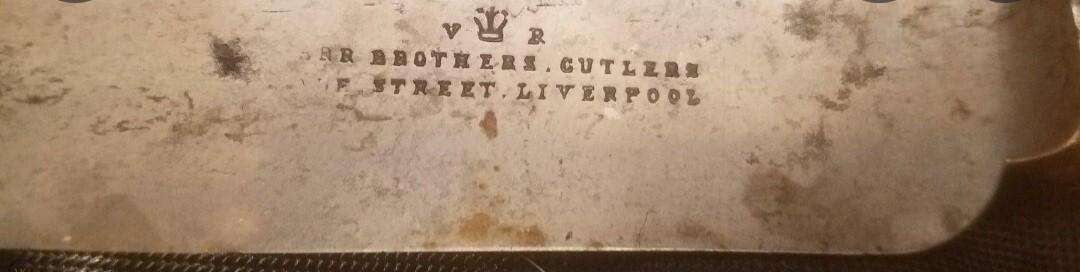 V R
BROTHERS. CUTLERS
STREET. LIVERPOOL